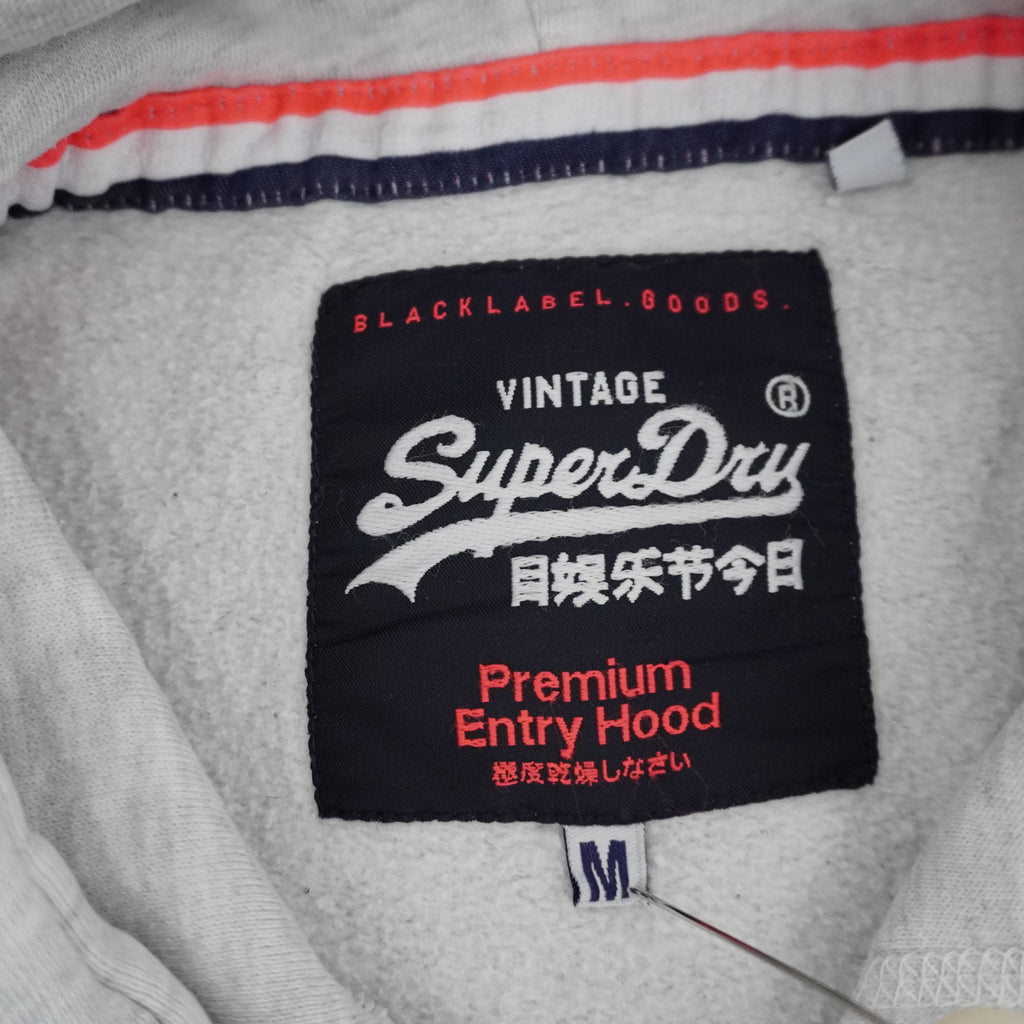 BLACKLABEL.GOODS.
VINTAGE ®
SuperDry
目娱乐节今日
Premium
Entry Hood
極度乾燥しなさい
M